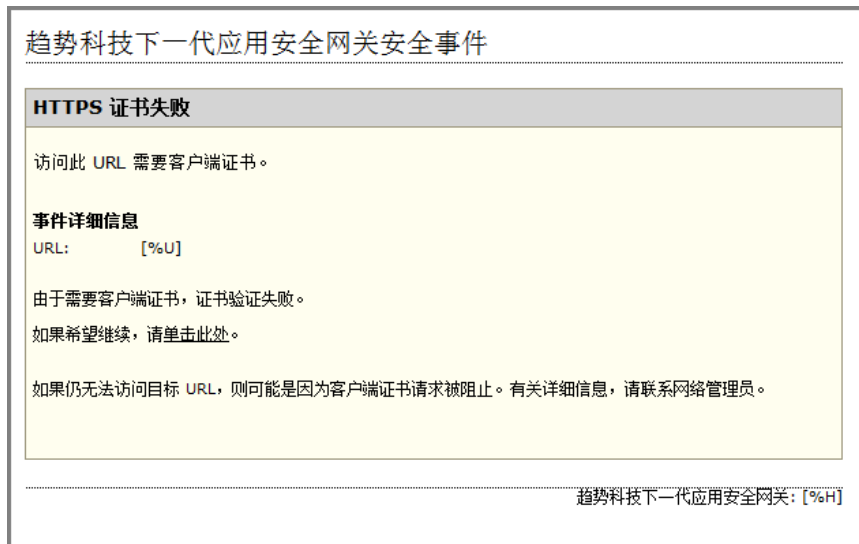 趋势科技下一代应用安全网关安全事件
HTTPS 证书失败
访问此 URL 需要客户端证书。
事件详细信息
URL: [%U]
由于需要客户端证书，证书验证失败。
如果希望继续，请单击此处。
如果仍无法访问目标 URL，则可能是因为客户端证书请求被阻止。有关详细信息，请联系网络管理员。
趋势科技下一代应用安全网关: [%H]